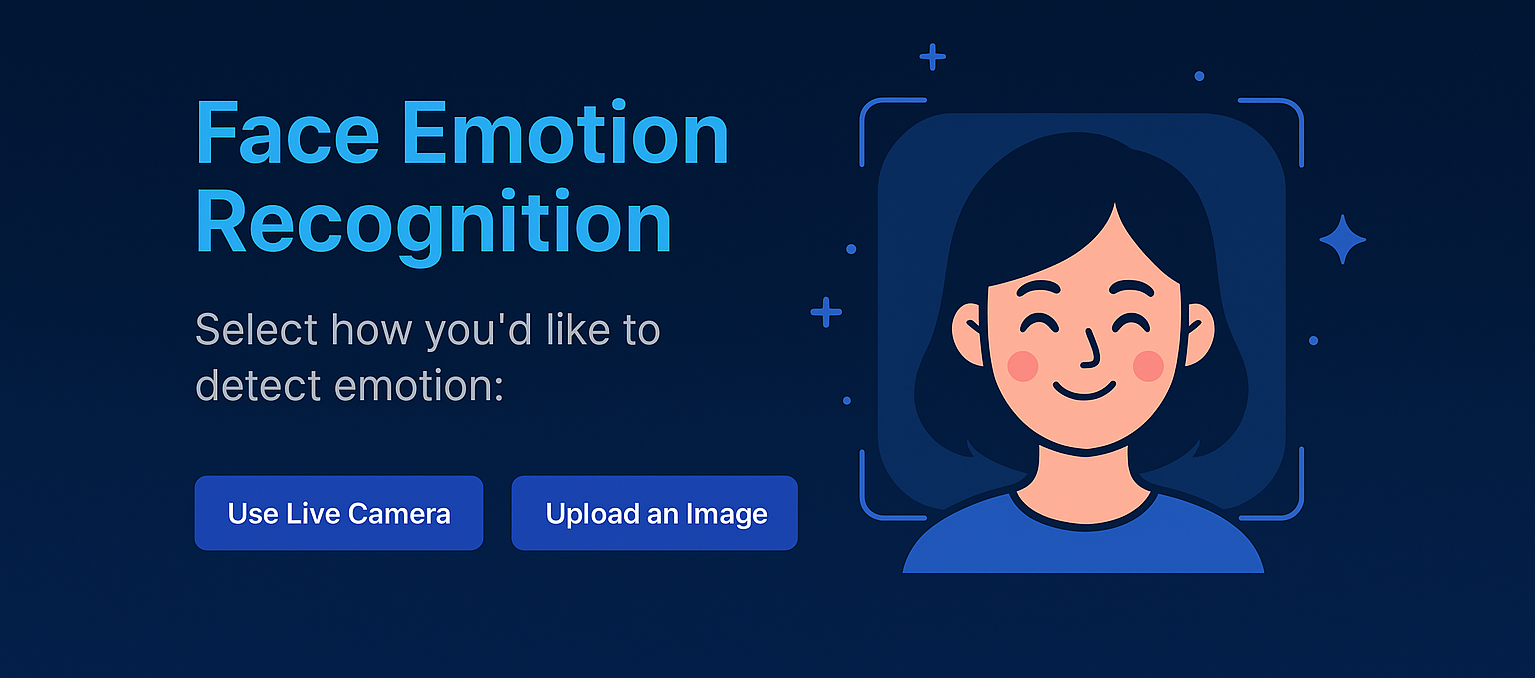 Face Emotion
Recognition
Select how you'd like to
detect emotion:
Use Live Camera
Upload an Image